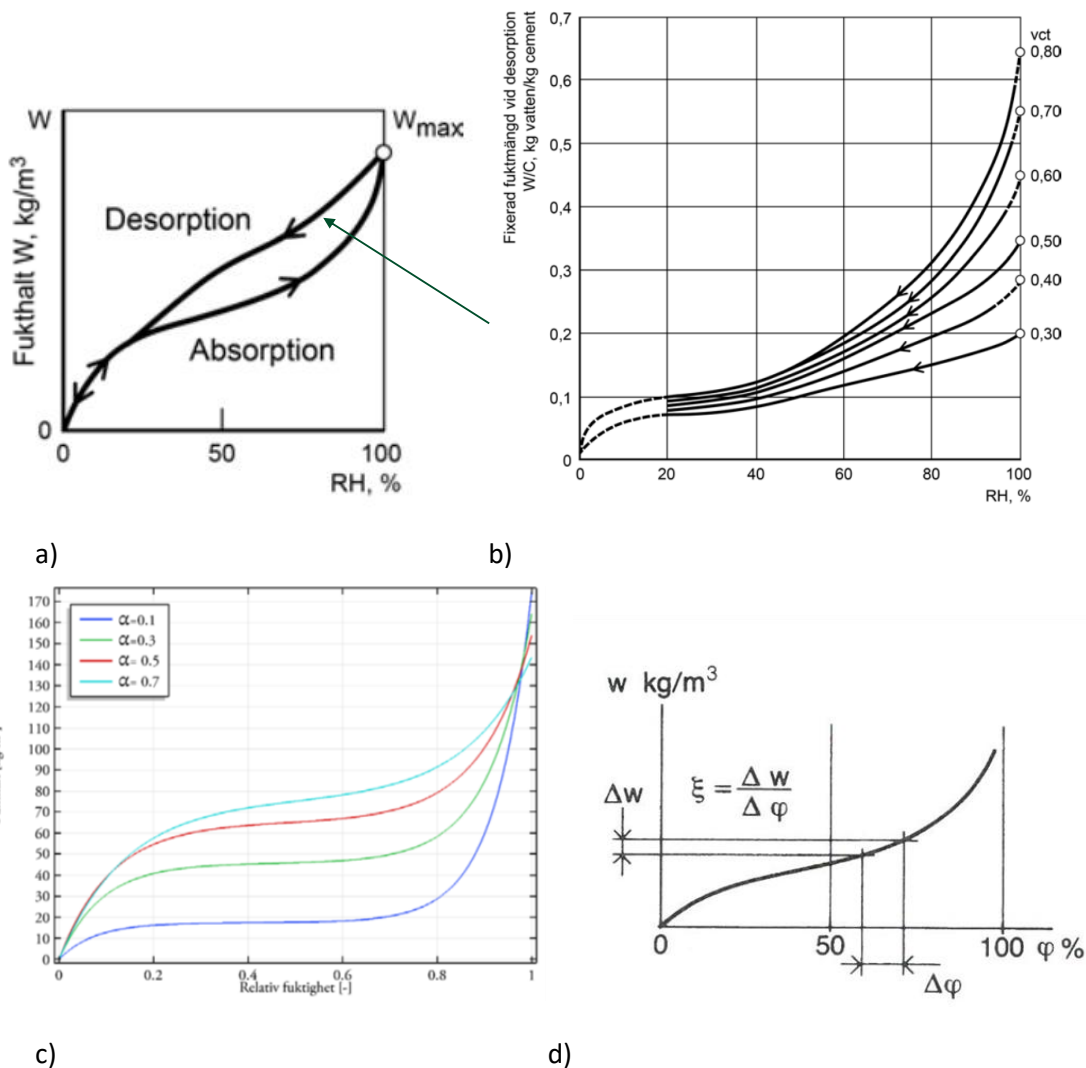 W
W max
Fukthalt W, kg/m³
Desorption
Absorption
0
0
50
100
RH, %
a)
Fixerad fuktmängd vid desorption
W/C, kg vatten/kg cement
0,7
0,6
0,5
0,4
0,3
0,2
0,1
0
0
20
40
60
80
100
RH, %
vct
0,80
0,70
0,60
0,50
0,40
0,30
b)
170
160
150
140
130
120
110
100
90
80
70
60
50
40
30
20
10
0
α=0.1
α=0.3
α= 0.5
α= 0.7
0
0.2
0.4
0.6
0.8
1
Relativ fuktighet [-]
c)
w kg/m³
Δw
ξ = Δ w / Δ φ
0
50
100 φ %
Δφ
d)